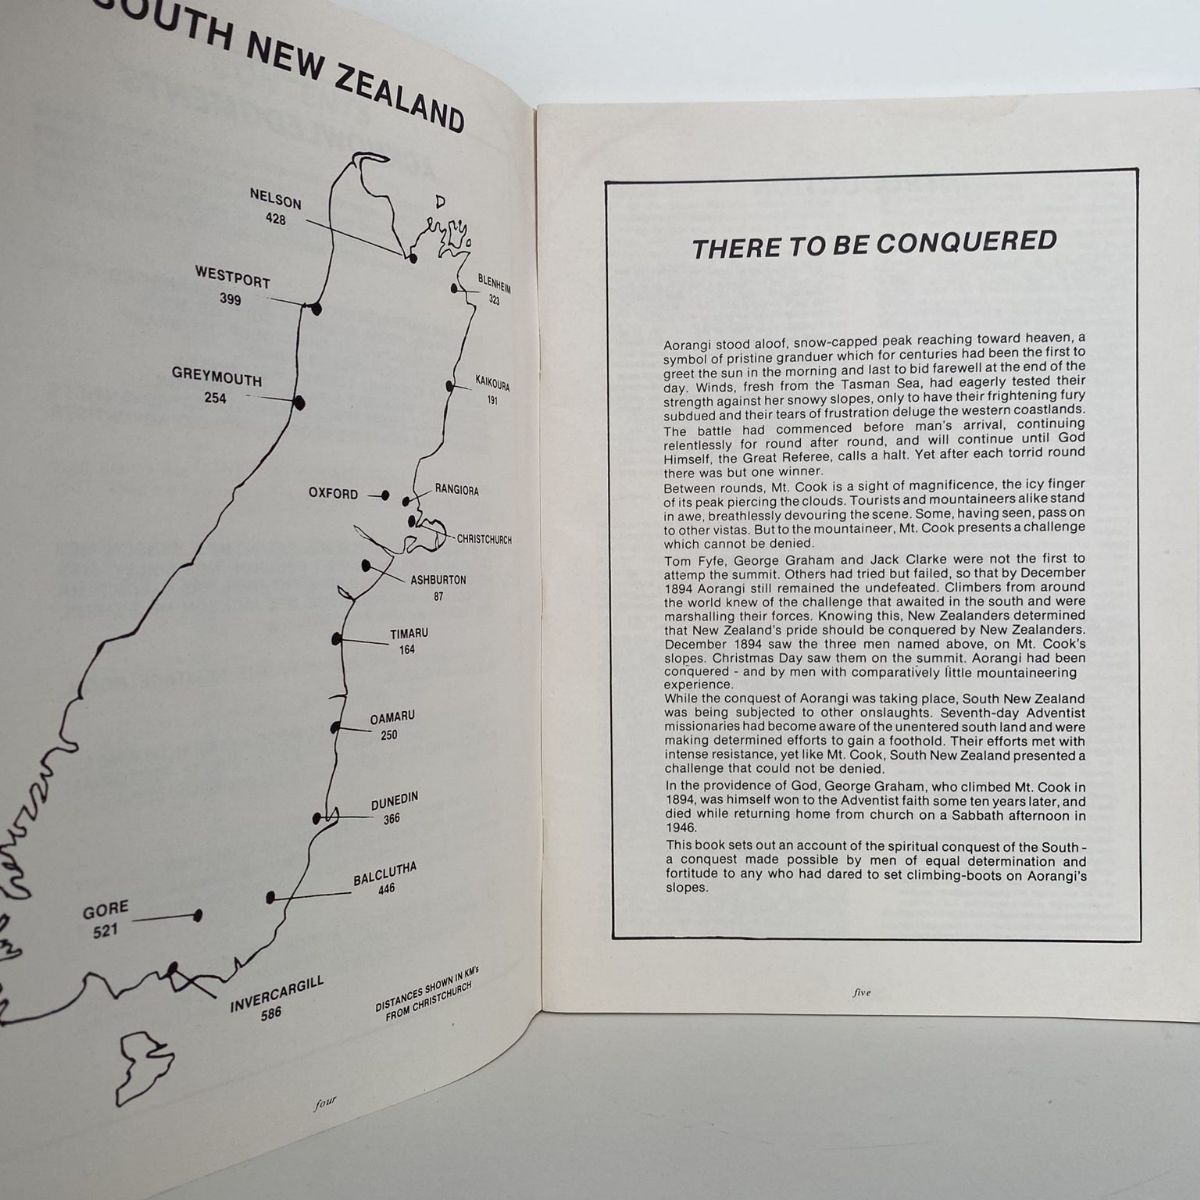 SOUTH NEW ZEALAND
NELSON
428
BLENHEIM
323
WESTPORT
399
KAIKOURA
191
GREYMOUTH
254
OXFORD
RANGIORA
CHRISTCHURCH
ASHBURTON
87
TIMARU
164
OAMARU
250
DUNEDIN
366
BALCLUTHA
446
GORE
521
INVERCARGILL
586
DISTANCES SHOWN IN KM's
FROM CHRISTCHURCH
four
THERE TO BE CONQUERED
Aorangi stood aloof, snow-capped peak reaching toward heaven, a
symbol of pristine granduer which for centuries had been the first to
greet the sun in the morning and last to bid farewell at the end of the
day. Winds, fresh from the Tasman Sea, had eagerly tested their
strength against her snowy slopes, only to have their frightening fury
subdued and their tears of frustration deluge the western coastlands.
The battle had commenced before man's arrival, continuing
relentlessly for round after round, and will continue until God
Himself, the Great Referee, calls a halt. Yet after each torrid round
there was but one winner.
Between rounds, Mt. Cook is a sight of magnificence, the icy finger
of its peak piercing the clouds. Tourists and mountaineers alike stand
in awe, breathlessly devouring the scene. Some, having seen, pass on
to other vistas. But to the mountaineer, Mt. Cook presents a challenge
which cannot be denied.
Tom Fyfe, George Graham and Jack Clarke were not the first to
attemp the summit. Others had tried but failed, so that by December
1894 Aorangi still remained the undefeated. Climbers from around
the world knew of the challenge that awaited in the south and were
marshalling their forces. Knowing this, New Zealanders determined
that New Zealand's pride should be conquered by New Zealanders.
December 1894 saw the three men named above, on Mt. Cook's
slopes. Christmas Day saw them on the summit. Aorangi had been
conquered - and by men with comparatively little mountaineering
experience.
While the conquest of Aorangi was taking place, South New Zealand
was being subjected to other onslaughts. Seventh-day Adventist
missionaries had become aware of the unentered south land and were
making determined efforts to gain a foothold. Their efforts met with
intense resistance, yet like Mt. Cook, South New Zealand presented a
challenge that could not be denied.
In the providence of God, George Graham, who climbed Mt. Cook in
1894, was himself won to the Adventist faith some ten years later, and
died while returning home from church on a Sabbath afternoon in
1946.
This book sets out an account of the spiritual conquest of the South -
a conquest made possible by men of equal determination and
fortitude to any who had dared to set climbing-boots on Aorangi's
slopes.
five